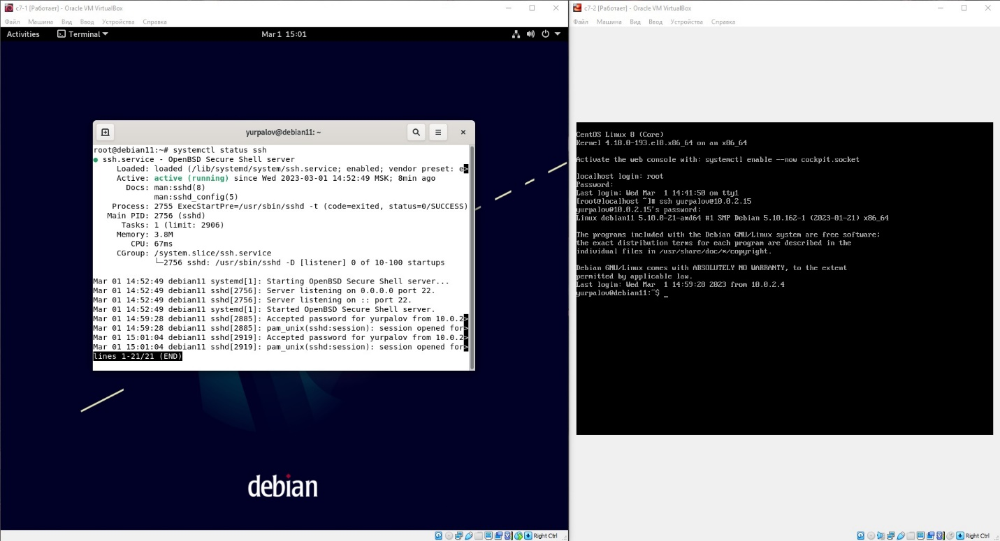 c7-1 [Работает] - Oracle VM VirtualBox
Файл Машина Вид Ввод Устройства Справка
Activities Terminal Mar 1 15:01
yurpalov@debian11: ~
root@debian11:~# systemctl status ssh
● ssh.service - OpenBSD Secure Shell server
Loaded: loaded (/lib/systemd/system/ssh.service; enabled; vendor preset: e>
Active: active (running) since Wed 2023-03-01 14:52:49 MSK; 8min ago
Docs: man:sshd(8)
man:sshd_config(5)
Process: 2755 ExecStartPre=/usr/sbin/sshd -t (code=exited, status=0/SUCCESS)
Main PID: 2756 (sshd)
Tasks: 1 (limit: 2906)
Memory: 3.8M
CPU: 67ms
CGroup: /system.slice/ssh.service
└─2756 sshd: /usr/sbin/sshd -D [listener] 0 of 10-100 startups
Mar 01 14:52:49 debian11 systemd[1]: Starting OpenBSD Secure Shell server...
Mar 01 14:52:49 debian11 sshd[2756]: Server listening on 0.0.0.0 port 22.
Mar 01 14:52:49 debian11 sshd[2756]: Server listening on :: port 22.
Mar 01 14:52:49 debian11 systemd[1]: Started OpenBSD Secure Shell server.
Mar 01 14:59:28 debian11 sshd[2885]: Accepted password for yurpalov from 10.0.2>
Mar 01 14:59:28 debian11 sshd[2885]: pam_unix(sshd:session): session opened for>
Mar 01 15:01:04 debian11 sshd[2919]: Accepted password for yurpalov from 10.0.2>
Mar 01 15:01:04 debian11 sshd[2919]: pam_unix(sshd:session): session opened for>
lines 1-21/21 (END)
debian
Right Ctrl
c7-2 [Работает] - Oracle VM VirtualBox
Файл Машина Вид Ввод Устройства Справка
CentOS Linux 8 (Core)
Kernel 4.18.0-193.el8.x86_64 on an x86_64
Activate the web console with: systemctl enable --now cockpit.socket
localhost login: root
Password:
Last login: Wed Mar  1 14:41:50 on tty1
[root@localhost ~]# ssh yurpalov@10.0.2.15
yurpalov@10.0.2.15's password:
Linux debian11 5.10.0-21-amd64 #1 SMP Debian 5.10.162-1 (2023-01-21) x86_64
The programs included with the Debian GNU/Linux system are free software;
the exact distribution terms for each program are described in the
individual files in /usr/share/doc/*/copyright.
Debian GNU/Linux comes with ABSOLUTELY NO WARRANTY, to the extent
permitted by applicable law.
Last login: Wed Mar  1 14:59:28 2023 from 10.0.2.4
yurpalov@debian11:~$ _
Right Ctrl